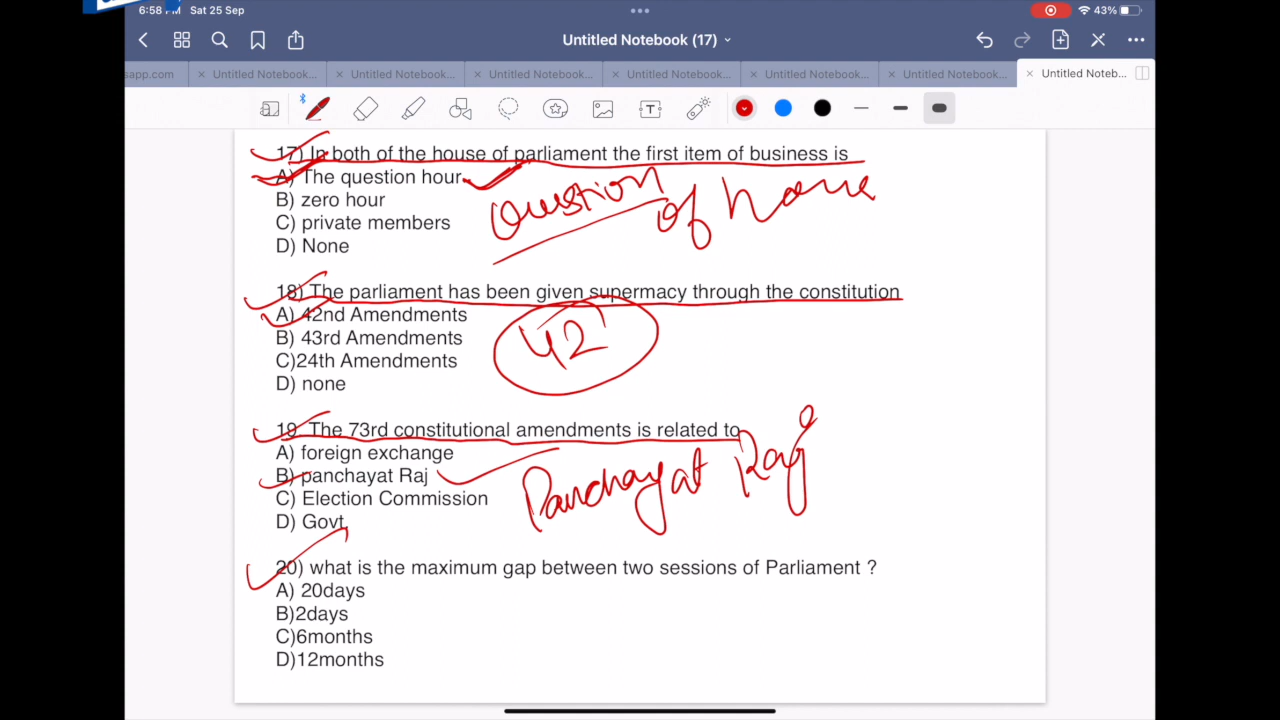 6:58 PM Sat 25 Sep
43%
Untitled Notebook (17)
sapp.com
Untitled Notebook...
Untitled Notebook...
Untitled Notebook...
Untitled Notebook...
Untitled Notebook...
Untitled Notebook...
Untitled Noteb...
17) In both of the house of parliament the first item of business is
A) The question hour
B) zero hour
C) private members
D) None
Question of
18) The parliament has been given supermacy through the constitution
A) 42nd Amendments
B) 43rd Amendments
C)24th Amendments
D) none
42
19 The 73rd constitutional amendments is related to
A) foreign exchange
B) panchayat Raj
C) Election Commission
D) Govt
Panchayat Raj
20) what is the maximum gap between two sessions of Parliament ?
A) 20days
B)2days
C)6months
D)12months